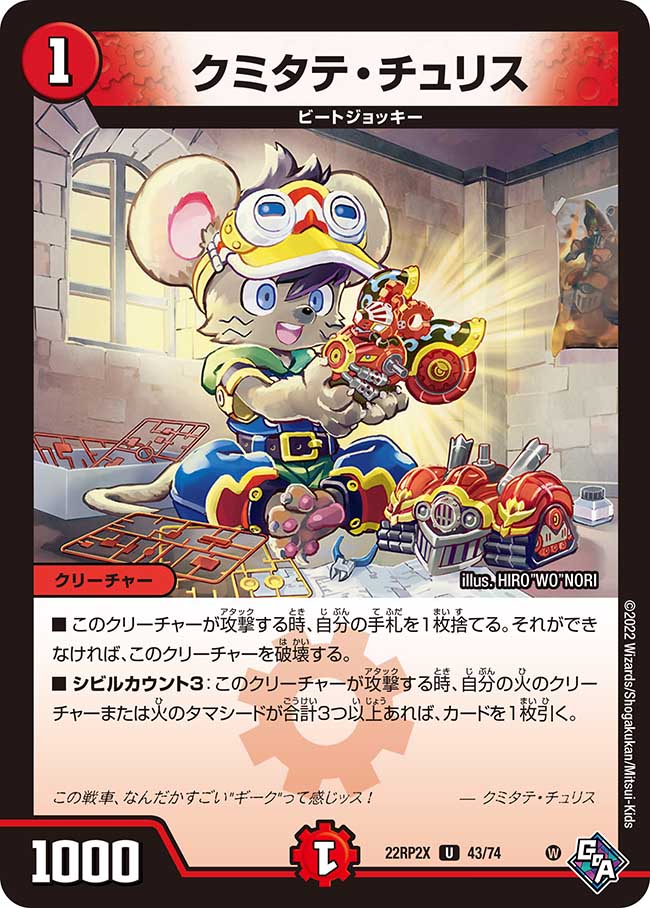 1
クミタテ・チュリス
ビートジョッキー
クリーチャー
illus. HIRO"WO"NORI
■ このクリーチャーが攻撃する時、自分の手札を1枚捨てる。それができ
なければ、このクリーチャーを破壊する。
■ シビルカウント3：このクリーチャーが攻撃する時、自分の火のクリー
チャーまたは火のタマシードが合計3つ以上あれば、カードを1枚引く。
この戦車、なんだかすごい"ギーク"って感じッス！ — クミタテ・チュリス
1000
1
22RP2X U 43/74 W
GoA
©2022 Wizards/Shogakukan/Mitsui-Kids